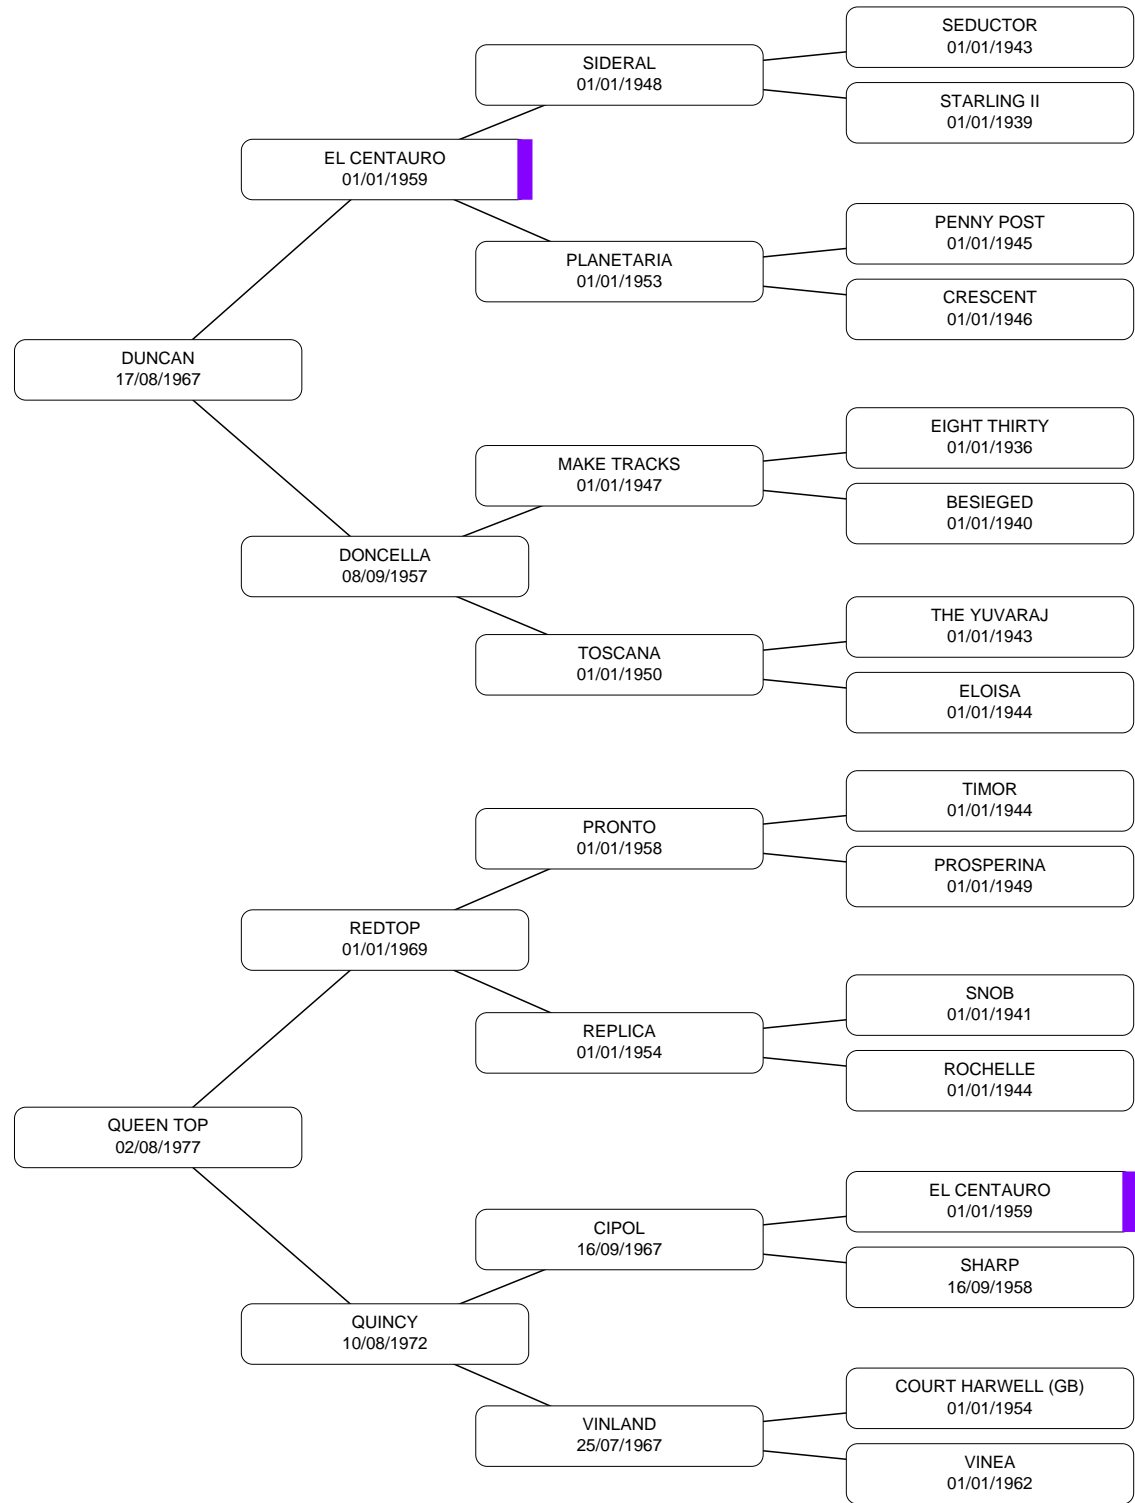 SEDUCTOR
01/01/1943
SIDERAL
01/01/1948
STARLING II
01/01/1939
EL CENTAURO
01/01/1959
PENNY POST
01/01/1945
PLANETARIA
01/01/1953
CRESCENT
01/01/1946
DUNCAN
17/08/1967
EIGHT THIRTY
01/01/1936
MAKE TRACKS
01/01/1947
BESIEGED
01/01/1940
DONCELLA
08/09/1957
THE YUVARAJ
01/01/1943
TOSCANA
01/01/1950
ELOISA
01/01/1944
TIMOR
01/01/1944
PRONTO
01/01/1958
PROSPERINA
01/01/1949
REDTOP
01/01/1969
SNOB
01/01/1941
REPLICA
01/01/1954
ROCHELLE
01/01/1944
QUEEN TOP
02/08/1977
EL CENTAURO
01/01/1959
CIPOL
16/09/1967
SHARP
16/09/1958
QUINCY
10/08/1972
COURT HARWELL (GB)
01/01/1954
VINLAND
25/07/1967
VINEA
01/01/1962